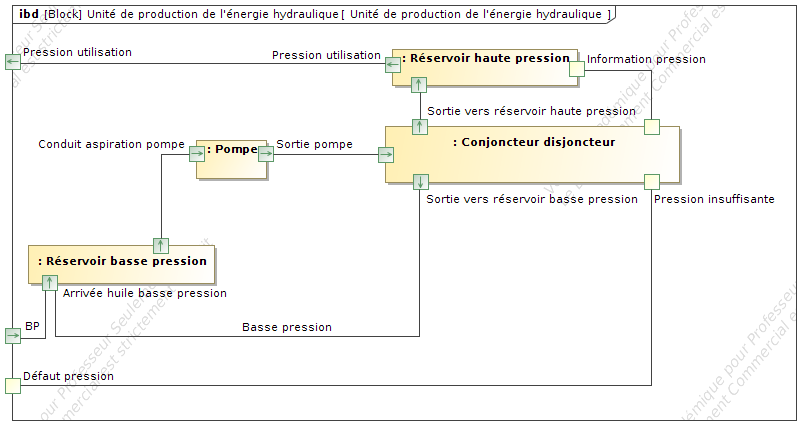 ibd [Block] Unité de production de l'énergie hydraulique[ Unité de production de l'énergie hydraulique ]
Pression utilisation
Pression utilisation
: Réservoir haute pression
Information pression
Sortie vers réservoir haute pression
Conduit aspiration pompe
: Pompe
Sortie pompe
: Conjoncteur disjoncteur
Sortie vers réservoir basse pression
Pression insuffisante
: Réservoir basse pression
Arrivée huile basse pression
BP
Basse pression
Défaut pression